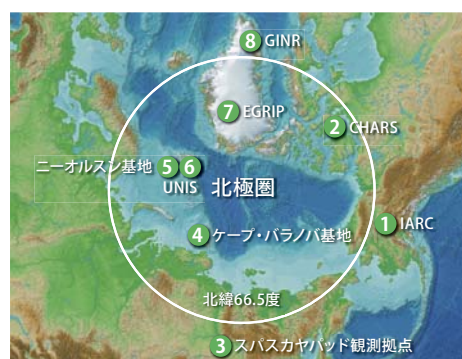 8 GINR
7 EGRIP
2 CHARS
ニーオルスン基地 5 6
UNIS
北極圏
1 IARC
4 ケープ・バラノバ基地
北緯66.5度
3 スパスカヤパッド観測拠点